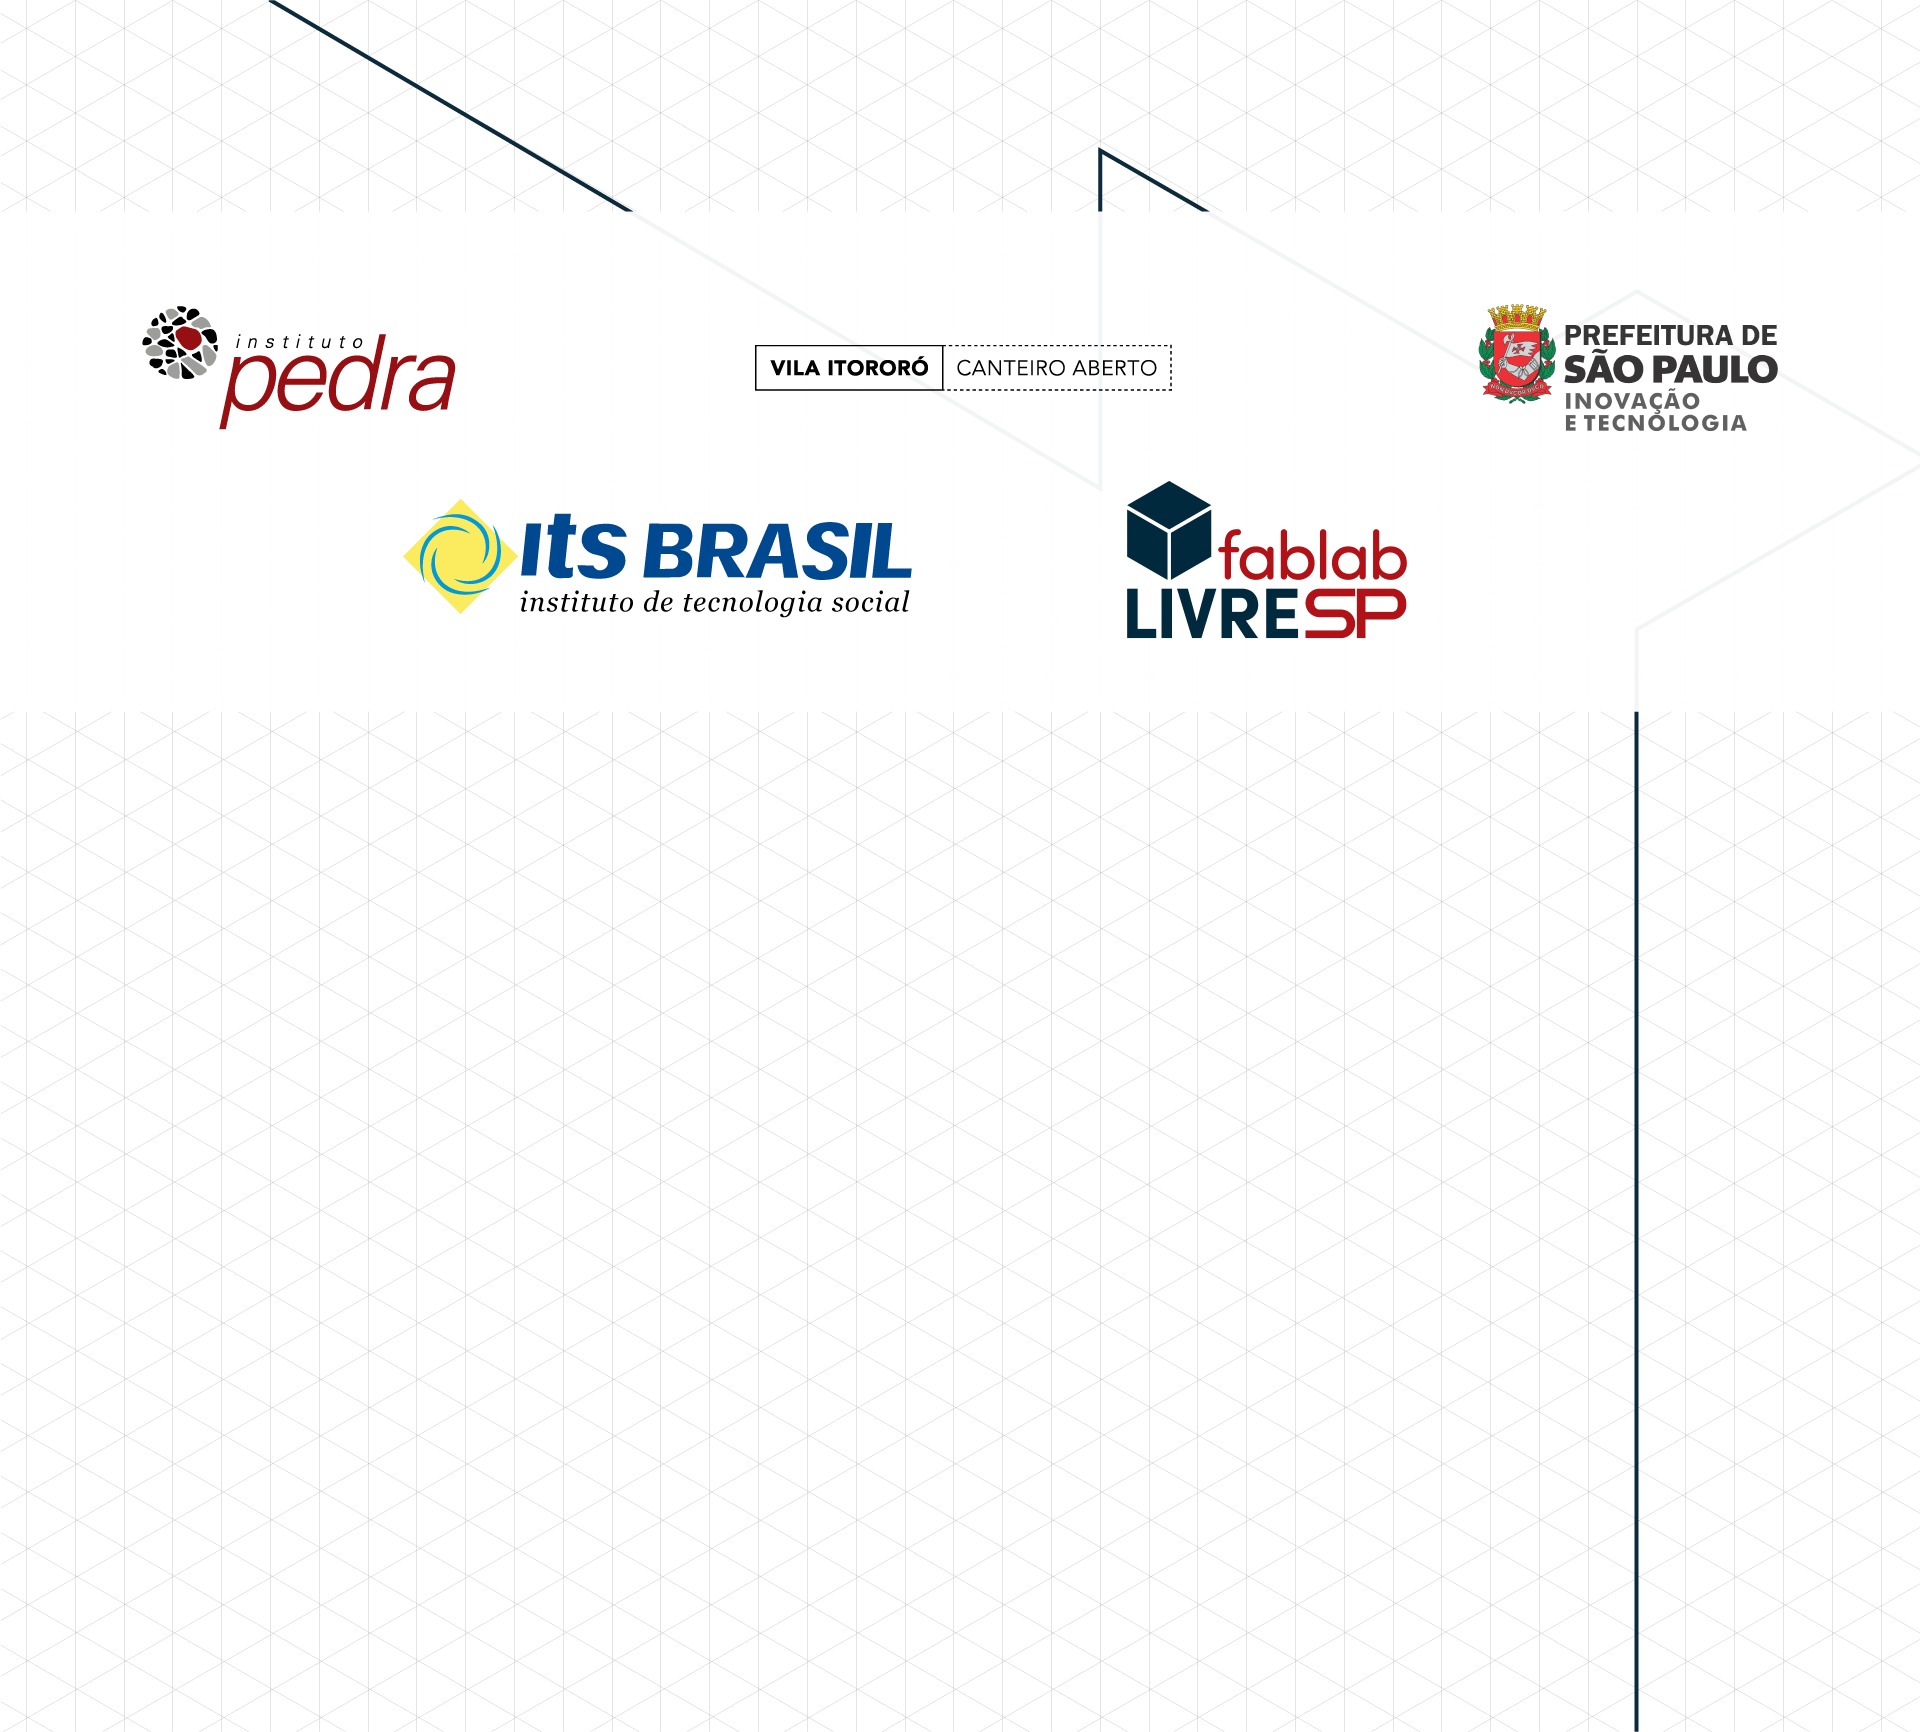 instituto
pedra
VILA ITORORÓ CANTEIRO ABERTO
PREFEITURA DE
SÃO PAULO
INOVAÇÃO
E TECNOLOGIA
ITS BRASIL
instituto de tecnologia social
fablab
LIVRESP